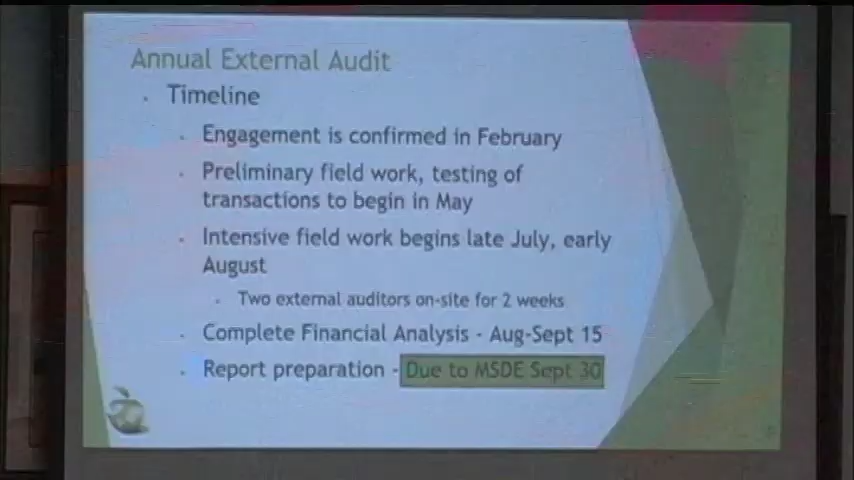 Annual External Audit
Timeline
Engagement is confirmed in February
Preliminary field work, testing of
transactions to begin in May
Intensive field work begins late July, early
August
Two external auditors on-site for 2 weeks
Complete Financial Analysis - Aug-Sept 15
Report preparation - Due to MSDE Sept 30